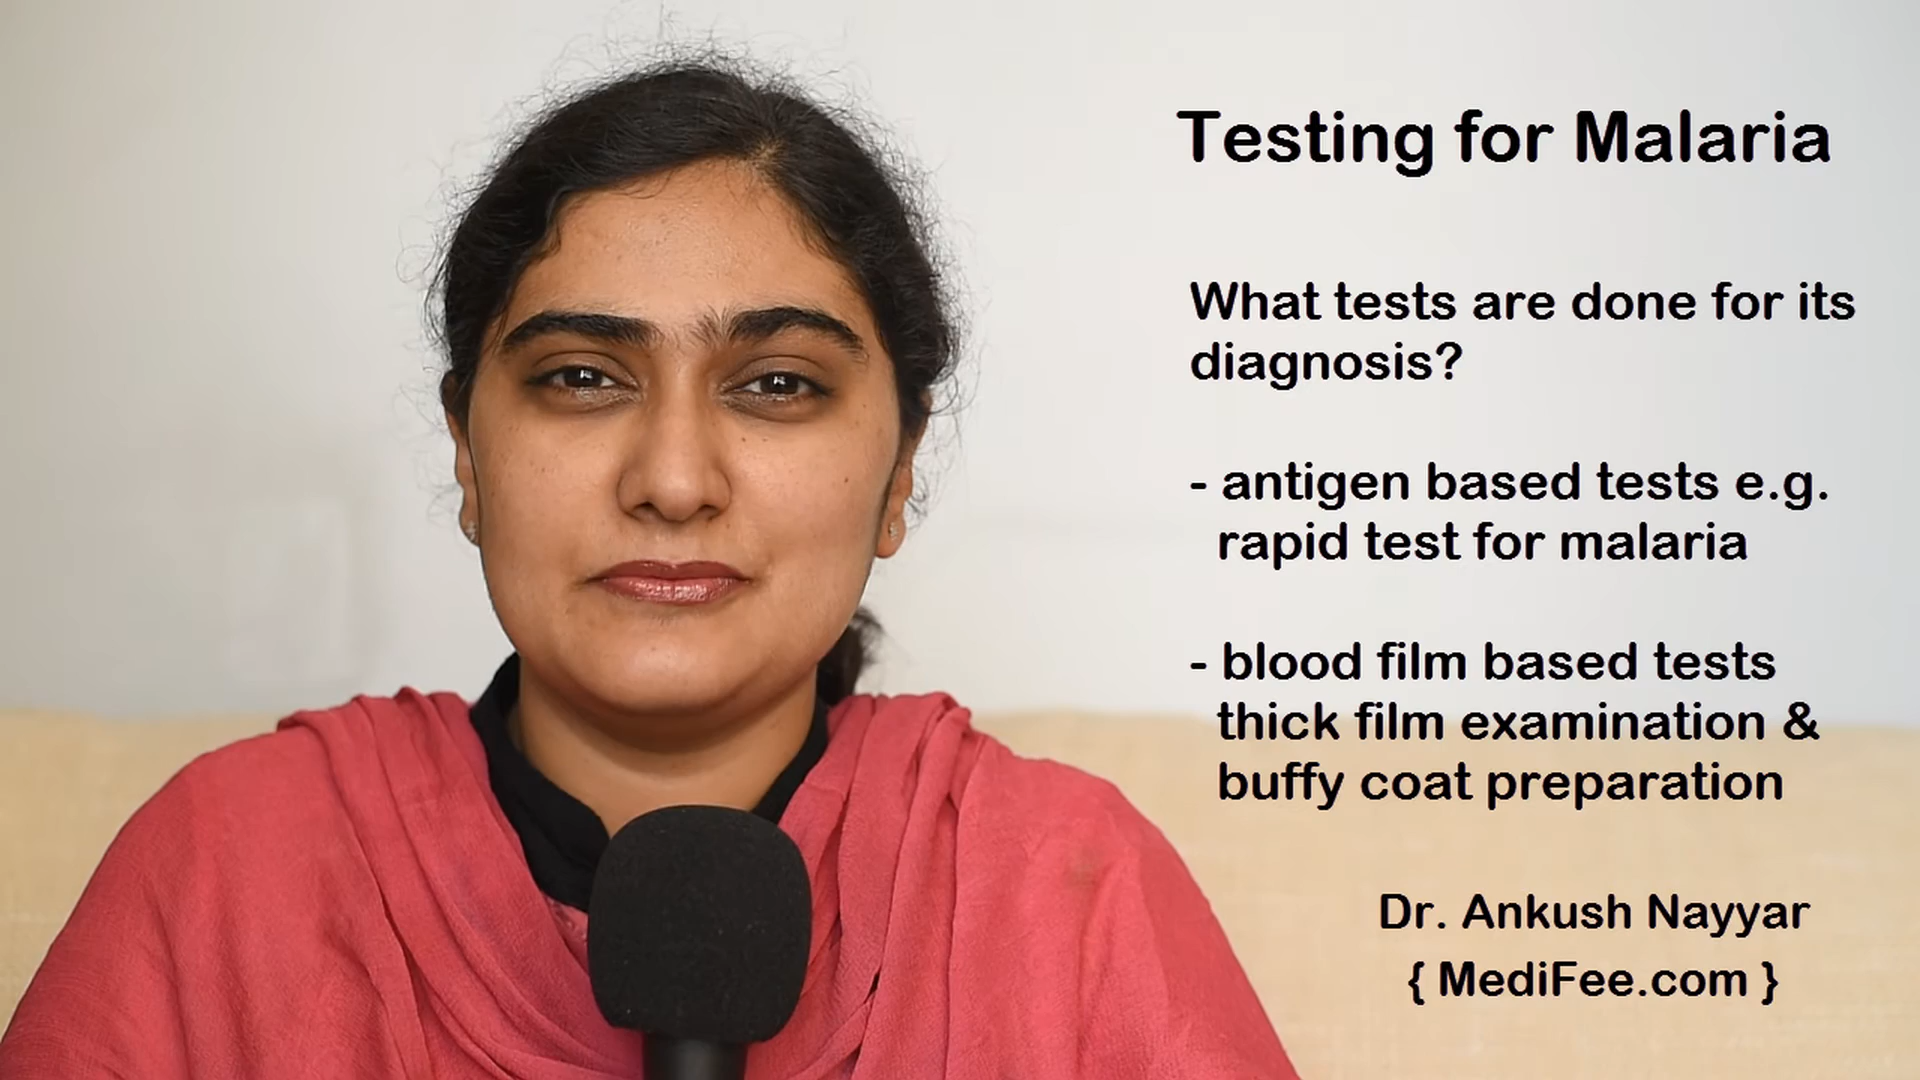 Testing for Malaria
What tests are done for its
diagnosis?
- antigen based tests e.g.
rapid test for malaria
- blood film based tests
thick film examination &
buffy coat preparation
Dr. Ankush Nayyar
{ MediFee.com }